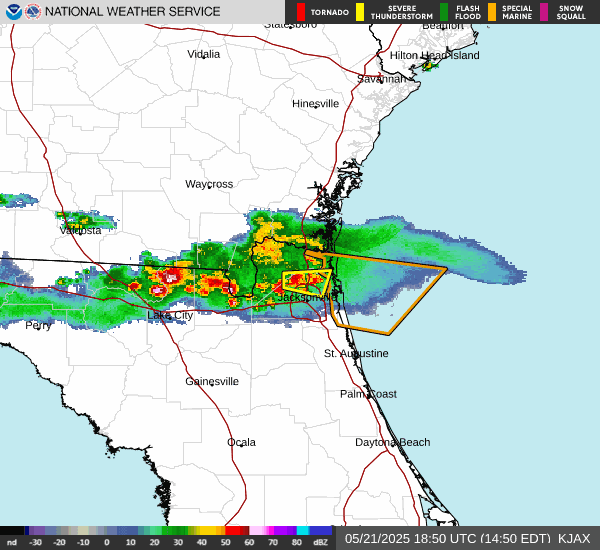 NATIONAL WEATHER SERVICE
TORNADO
SEVERE THUNDERSTORM
FLASH FLOOD
SPECIAL MARINE
SNOW SQUALL
Statesboro
Beaufort
Vidalia
Hilton Head Island
Savannah
Hinesville
Waycross
Valdosta
Jacksonville
Lake City
Perry
St. Augustine
Gainesville
Palm Coast
Ocala
Daytona Beach
nd -30 -20 -10 0 10 20 30 40 50 60 70 80 dBZ
05/21/2025 18:50 UTC (14:50 EDT) KJAX